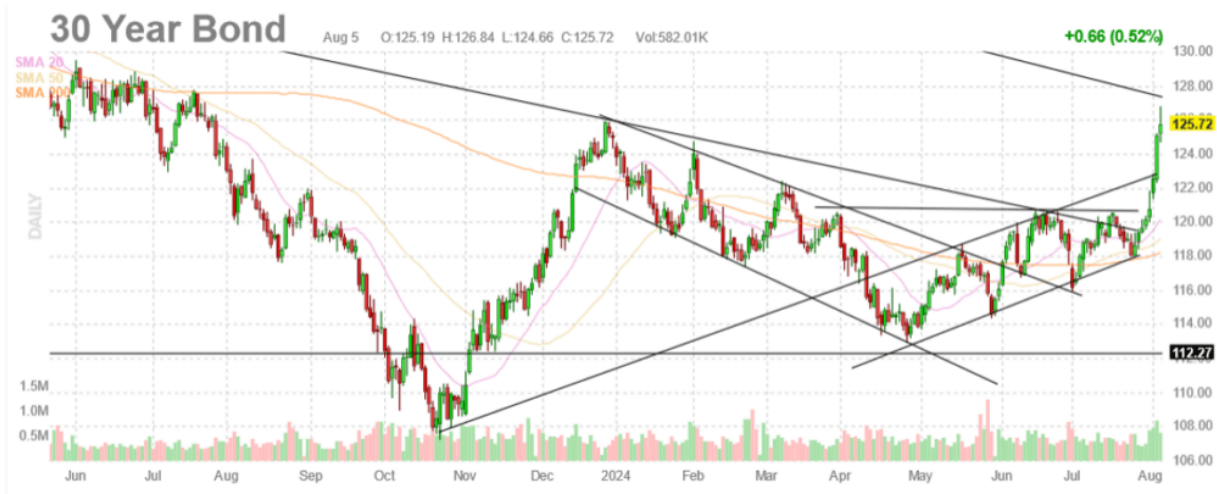 30 Year Bond Aug 5 O:125.19 H:126.84 L:124.66 C:125.72 Vol:582.01K +0.66 (0.52%)
SMA 20
SMA 50
SMA 200
DAILY
130.00
128.00
125.72
124.00
122.00
120.00
118.00
116.00
114.00
112.27
110.00
108.00
106.00
1.5M
1.0M
0.5M
Jun Jul Aug Sep Oct Nov Dec 2024 Feb Mar Apr May Jun Jul Aug